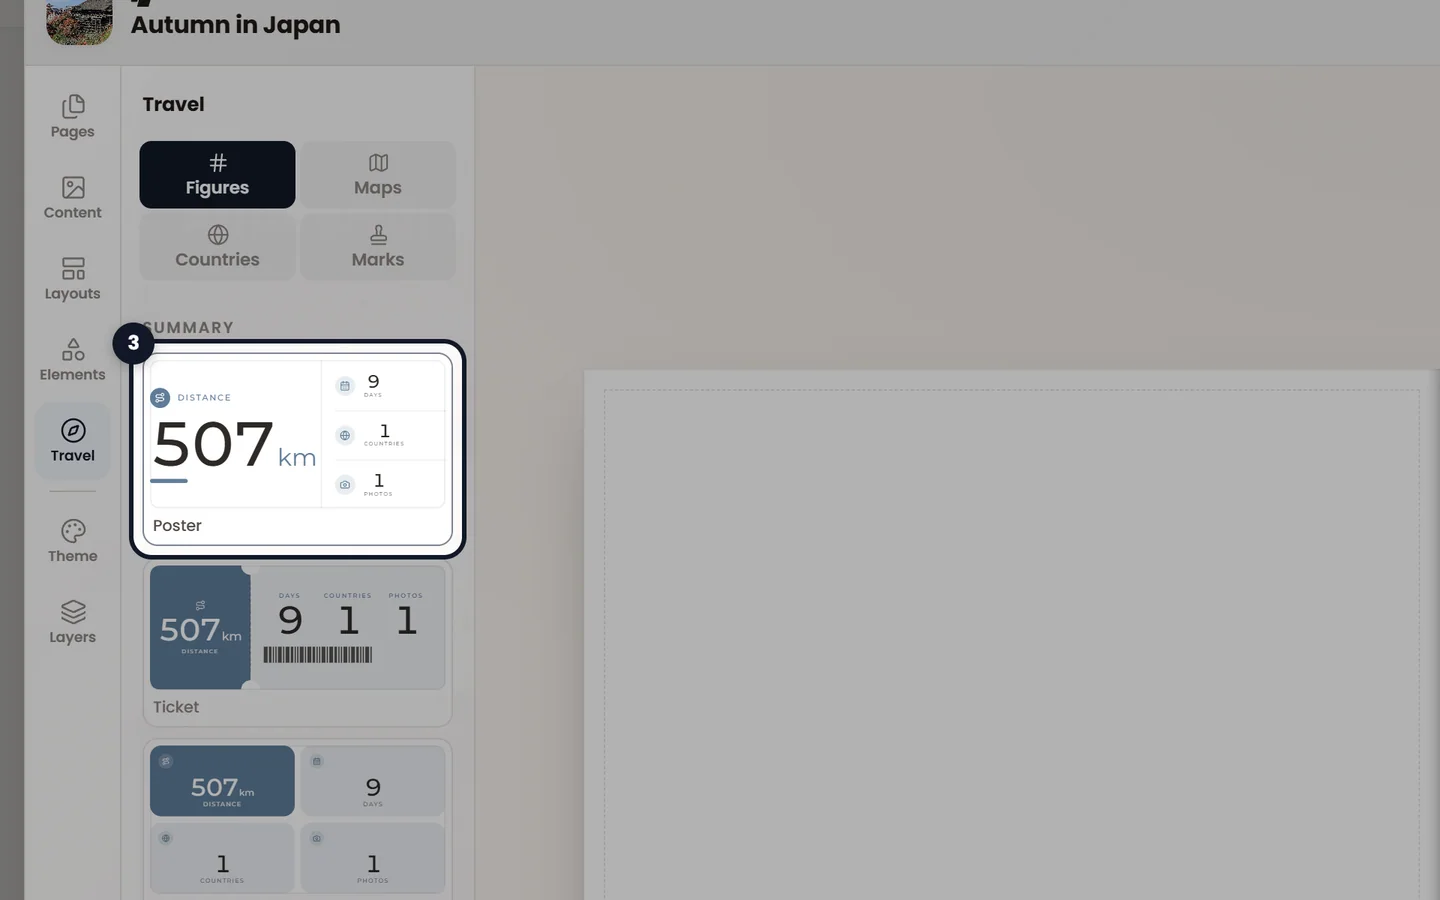 Autumn in Japan
Pages
Content
Layouts
Elements
Travel
Theme
Layers
Travel
Figures
Maps
Countries
Marks
SUMMARY
3
DISTANCE
507 km
9
DAYS
1
COUNTRIES
1
PHOTOS
Poster
507 km
DISTANCE
DAYS COUNTRIES PHOTOS
9 1 1
Ticket
507 km
DISTANCE
9
DAYS
1
COUNTRIES
1
PHOTOS